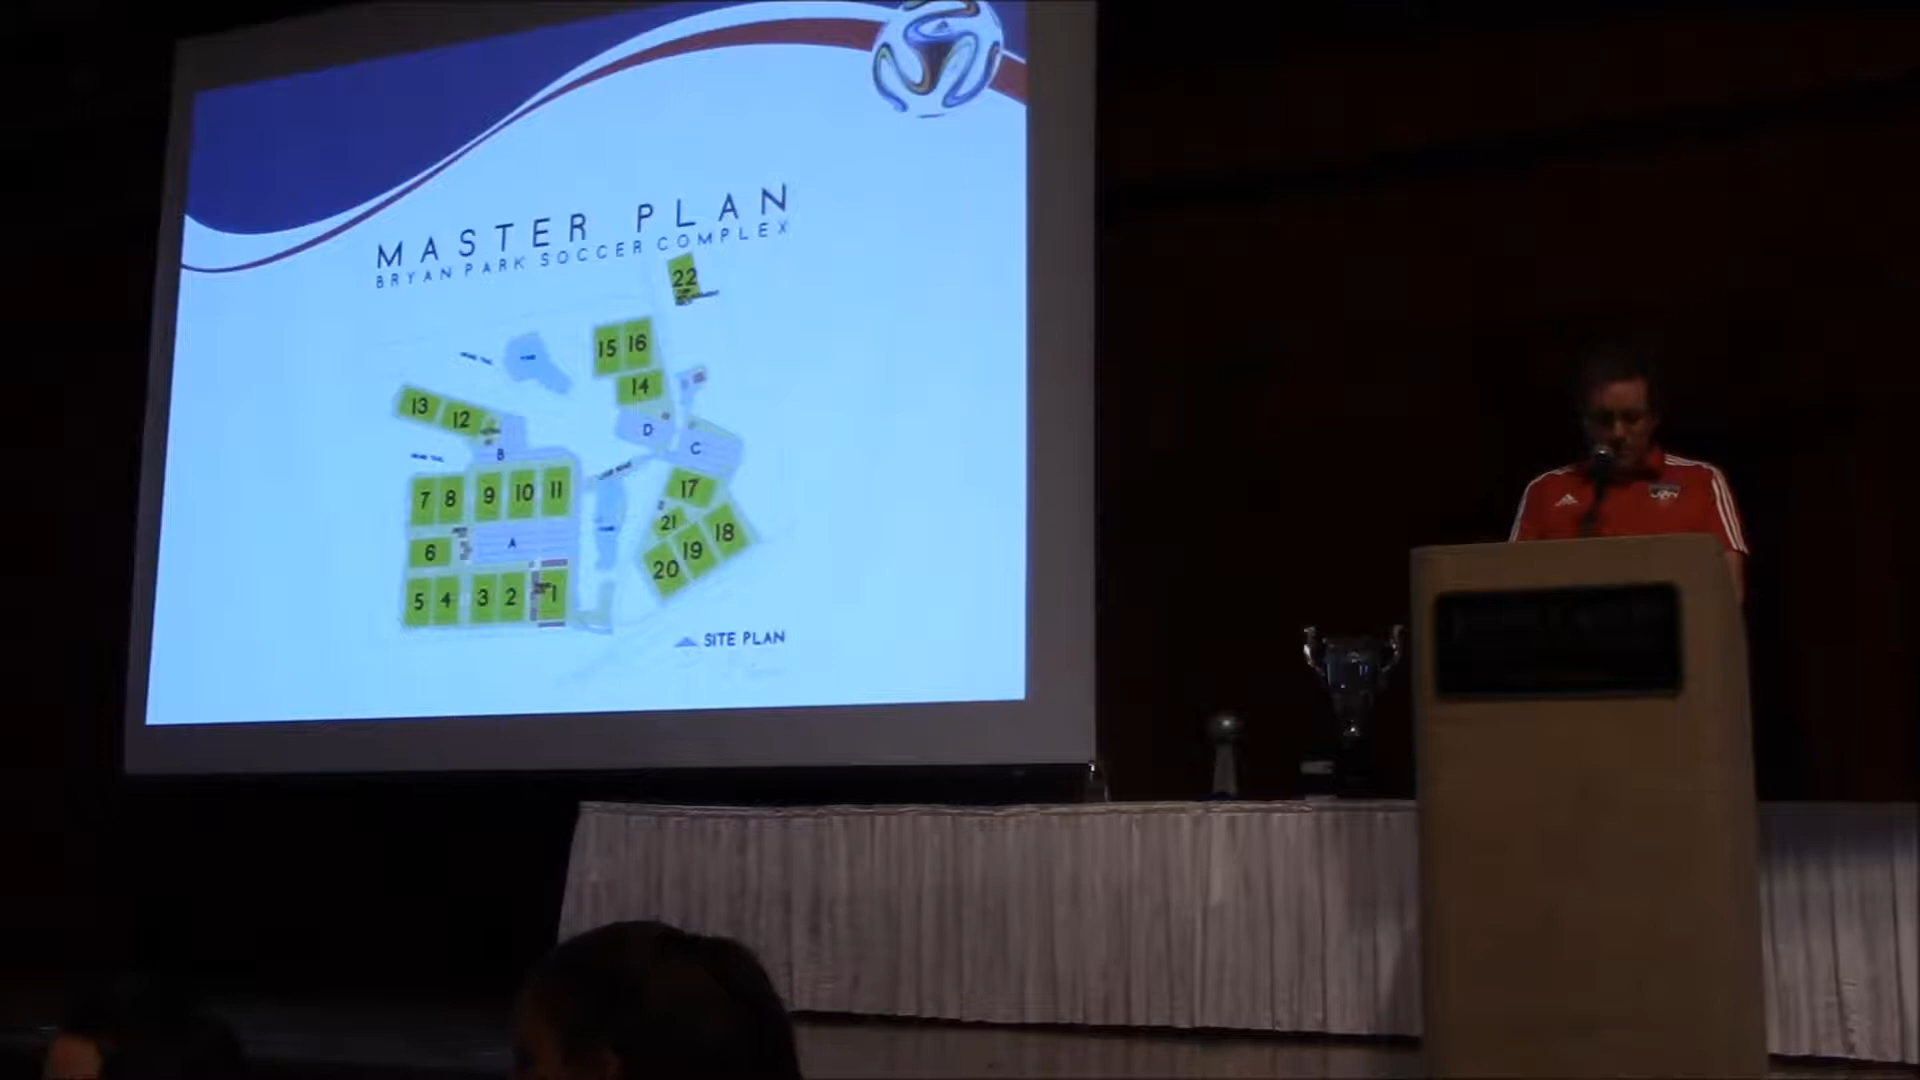 MASTER PLAN
BRYAN PARK SOCCER COMPLEX
22
15 16
14
13 12
D
C
B
7 8 9 10 11
17
21 18
6 A
19
20
5 4 3 2 1
SITE PLAN